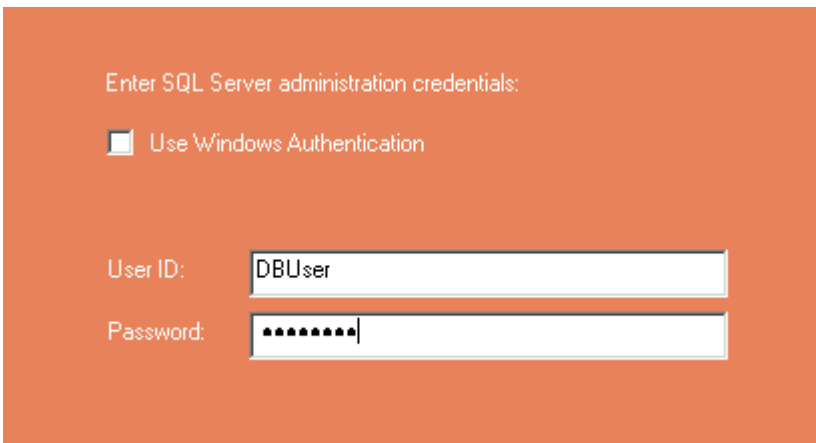 Enter SQL Server administration credentials:
Use Windows Authentication
User ID: DBUser
Password: ••••••••